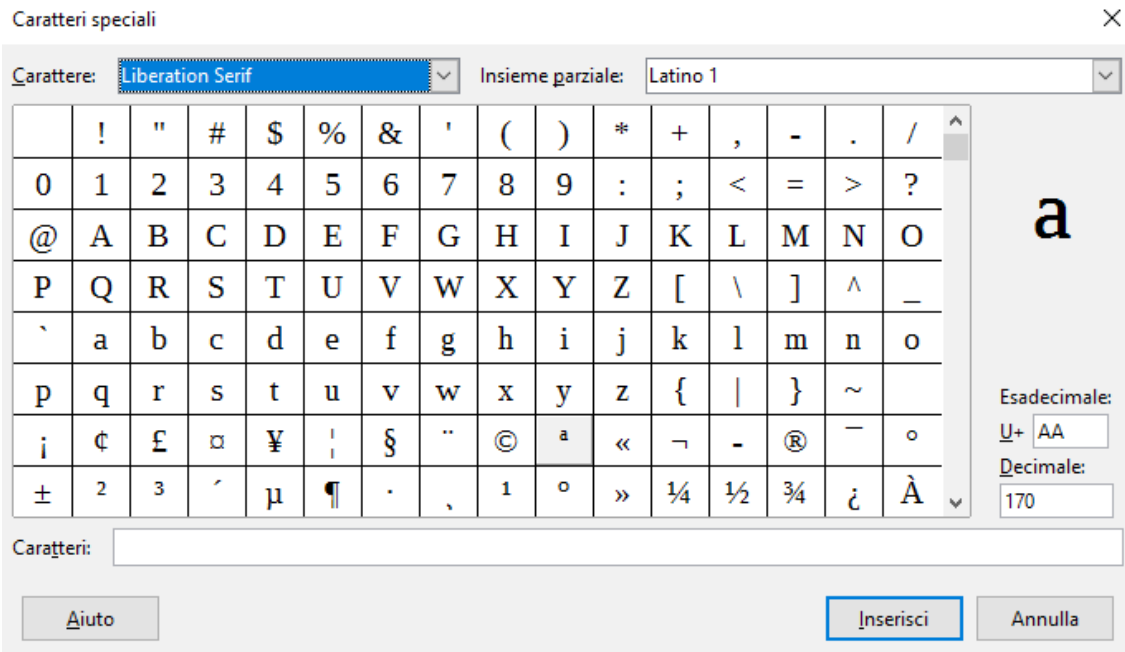 Caratteri speciali
Carattere: Liberation Serif Insieme parziale: Latino 1
! " # $ % & ' ( ) * + , - . /
0 1 2 3 4 5 6 7 8 9 : ; < = > ?
@ A B C D E F G H I J K L M N O
P Q R S T U V W X Y Z [ \ ] ^ _
` a b c d e f g h i j k l m n o
p q r s t u v w x y z { | } ~
¡ ¢ £ ¤ ¥ ¦ § ¨ © ª « ¬ - ® ¯ °
± ² ³ ´ µ ¶ · ¸ ¹ º » ¼ ½ ¾ ¿ À
a
Esadecimale:
U+ AA
Decimale:
170
Caratteri:
Aiuto Inserisci Annulla